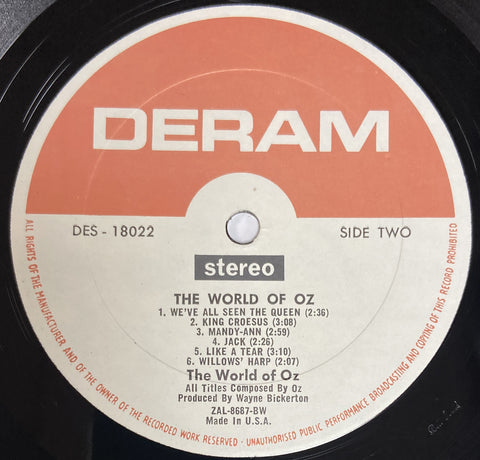 DERAM
DES - 18022
SIDE TWO
stereo
THE WORLD OF OZ
1. WE'VE ALL SEEN THE QUEEN (2:36)
2. KING CROESUS (3:08)
3. MANDY-ANN (2:59)
4. JACK (2:26)
5. LIKE A TEAR (3:10)
6. WILLOWS' HARP (2:07)
The World of Oz
All Titles Composed By Oz
Produced By Wayne Bickerton
ZAL-8687-BW
Made In U.S.A.
ALL RIGHTS OF THE MANUFACTURER AND OF THE OWNER OF THE RECORDED WORK RESERVED - UNAUTHORISED PUBLIC PERFORMANCE BROADCASTING AND COPYING OF THIS RECORD PROHIBITED